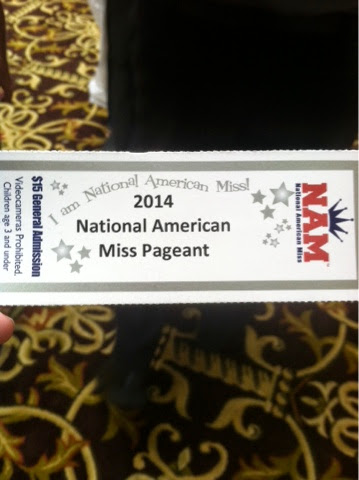 I am National American Miss!
2014
National American
Miss Pageant
$15 General Admission
Videocameras Prohibited.
Children age 3 and under
NAM
National American Miss